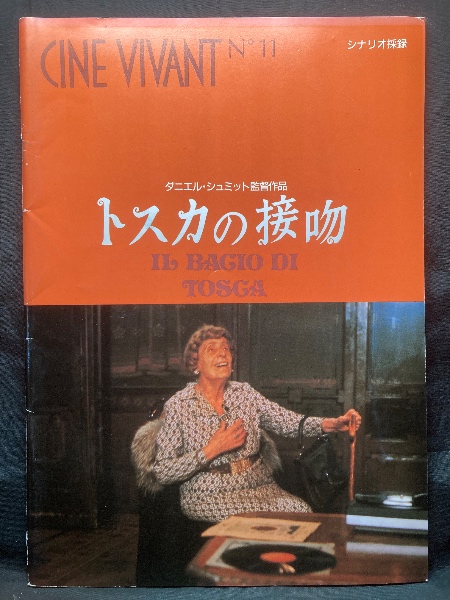 CINE VIVANT N°11
シナリオ採録
ダニエル・シュミット監督作品
トスカの接吻
IL BACIO DI
TOSCA